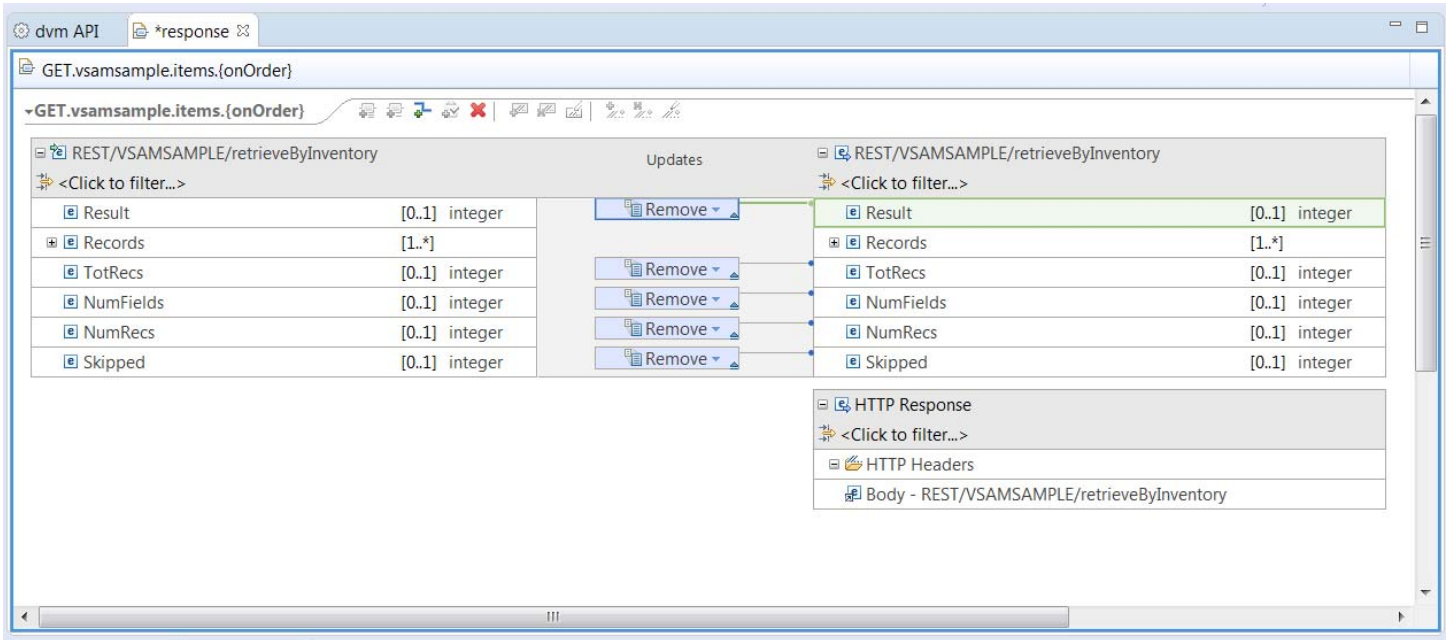 dvm API *response
GET.vsamsample.items.{onOrder}
GET.vsamsample.items.{onOrder}
REST/VSAMSAMPLE/retrieveByInventory Updates REST/VSAMSAMPLE/retrieveByInventory
<Click to filter...> <Click to filter...>
Result [0..1] integer Remove Result [0..1] integer
Records [1..*] Records [1..*]
TotRecs [0..1] integer Remove TotRecs [0..1] integer
NumFields [0..1] integer Remove NumFields [0..1] integer
NumRecs [0..1] integer Remove NumRecs [0..1] integer
Skipped [0..1] integer Remove Skipped [0..1] integer
HTTP Response
<Click to filter...>
HTTP Headers
Body - REST/VSAMSAMPLE/retrieveByInventory